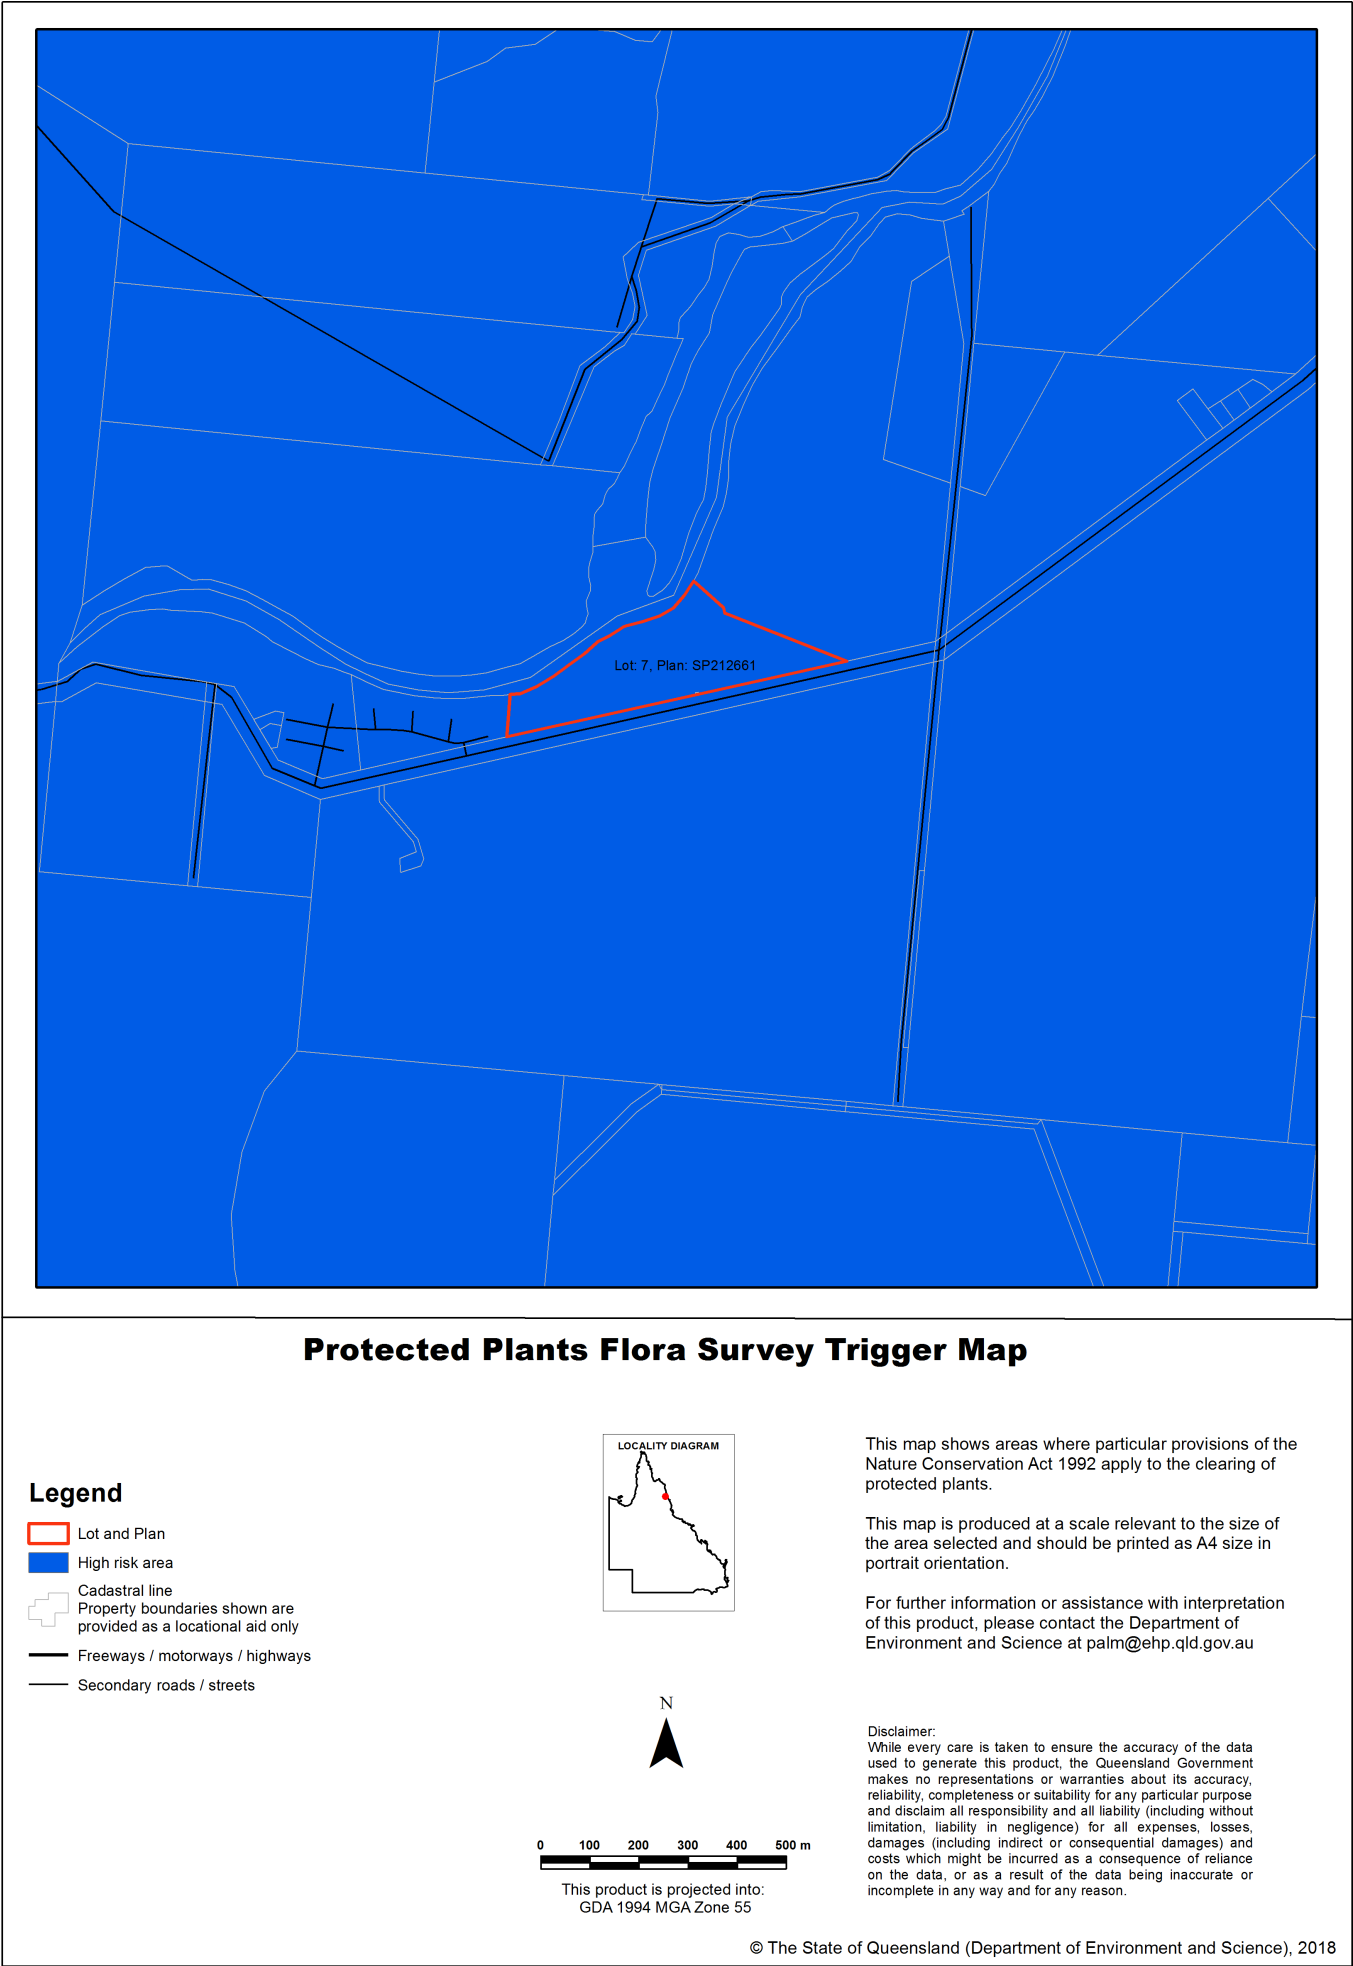 Lot: 7, Plan: SP212661
Protected Plants Flora Survey Trigger Map
Legend
Lot and Plan
High risk area
Cadastral line
Property boundaries shown are
provided as a locational aid only
Freeways / motorways / highways
Secondary roads / streets
LOCALITY DIAGRAM
N
0 100 200 300 400 500 m
This product is projected into:
GDA 1994 MGA Zone 55
This map shows areas where particular provisions of the
Nature Conservation Act 1992 apply to the clearing of
protected plants.
This map is produced at a scale relevant to the size of
the area selected and should be printed as A4 size in
portrait orientation.
For further information or assistance with interpretation
of this product, please contact the Department of
Environment and Science at palm@ehp.qld.gov.au
Disclaimer:
While every care is taken to ensure the accuracy of the data
used to generate this product, the Queensland Government
makes no representations or warranties about its accuracy,
reliability, completeness or suitability for any particular purpose
and disclaim all responsibility and all liability (including without
limitation, liability in negligence) for all expenses, losses,
damages (including indirect or consequential damages) and
costs which might be incurred as a consequence of reliance
on the data, or as a result of the data being inaccurate or
incomplete in any way and for any reason.
© The State of Queensland (Department of Environment and Science), 2018